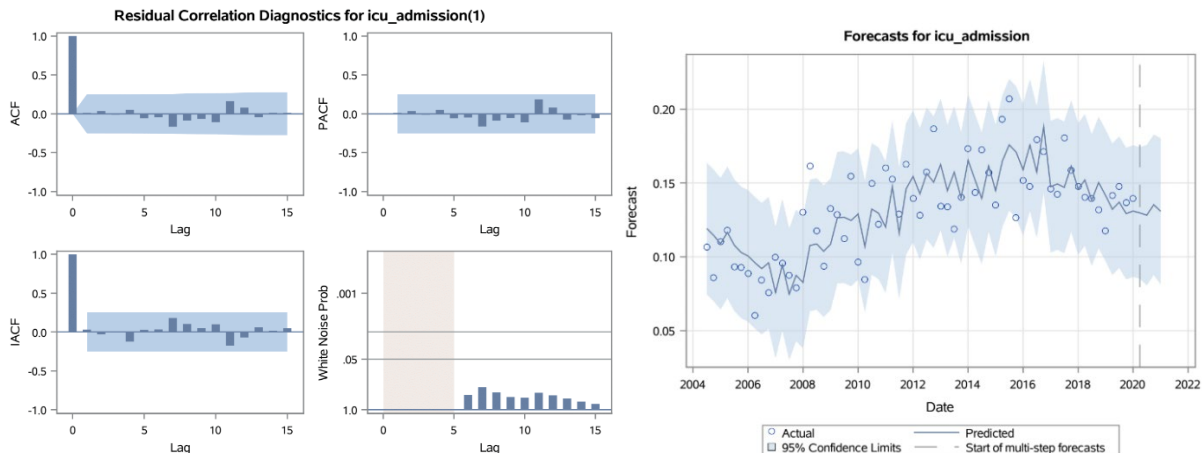 Residual Correlation Diagnostics for icu_admission(1)
1.0
0.5
0.0
-0.5
-1.0
ACF
0 5 10 15
Lag
1.0
0.5
0.0
-0.5
-1.0
PACF
0 5 10 15
Lag
1.0
0.5
0.0
-0.5
-1.0
IACF
0 5 10 15
Lag
.001
.05
1.0
White Noise Prob
0 5 10 15
Lag
Forecasts for icu_admission
0.20
0.15
0.10
0.05
Forecast
2004 2006 2008 2010 2012 2014 2016 2018 2020 2022
Date
Actual Predicted
95% Confidence Limits Start of multi-step forecasts